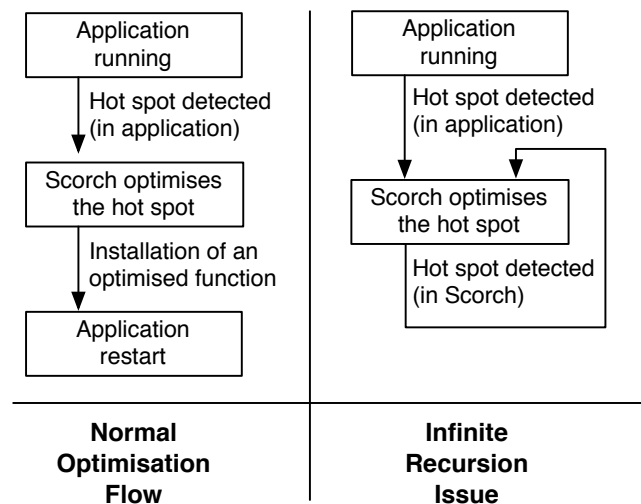 Application
running
Hot spot detected
(in application)
Scorch optimises
the hot spot
Installation of an
optimised function
Application
restart
Normal
Optimisation
Flow
Application
running
Hot spot detected
(in application)
Scorch optimises
the hot spot
Hot spot detected
(in Scorch)
Infinite
Recursion
Issue